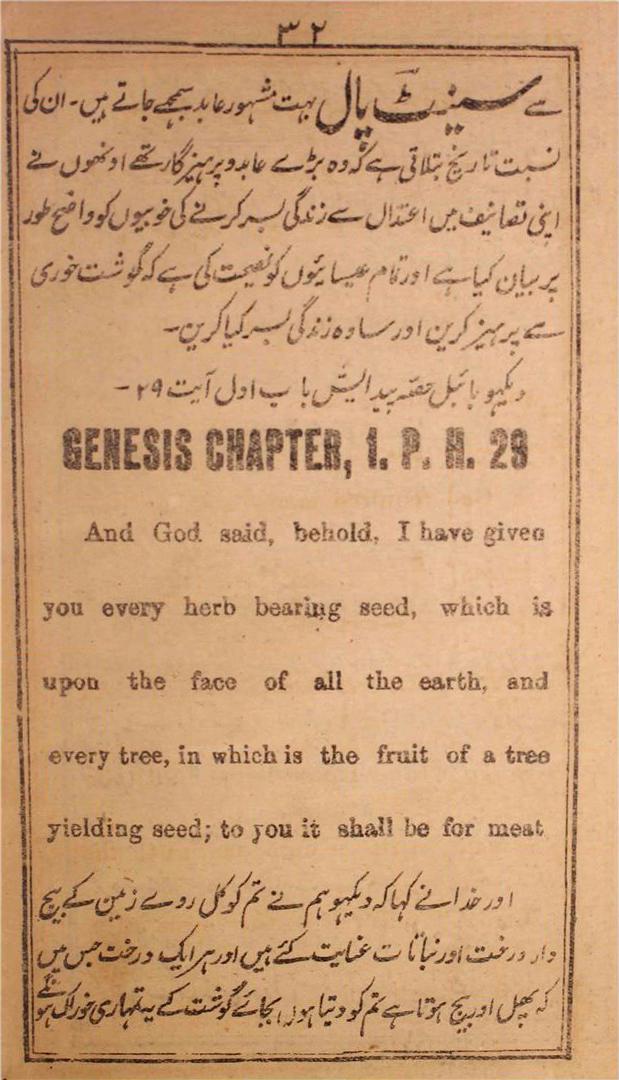 ۳۲
سے سینٹ پال بہت مشہور عابد سمجھے جاتے ہیں۔ ان کی
نسبت تاریخ بتلاتی ہے کہ وہ بڑے عابد و پرہیز گار تھے اونھوں نے
اپنی تصانیف میں اعتدال سے زندگی بسر کرنے کی خوبیوں کو واضح طور
پر بیان کیا ہے اور تمام عیسائیوں کو نصیحت کی ہے کہ گوشت خوری
سے پرہیز کرین اور سادہ زندگی بسر کیا کرین۔
دیکھو بائبل حصّہ پیدائش باب اول آیت ۲۹ –
GENESIS CHAPTER, 1. P. H. 29
And God said, behold, I have given
you every herb bearing seed, which is
upon the face of all the earth, and
every tree, in which is the fruit of a tree
yielding seed; to you it shall be for meat
اور خدا نے کہا کہ دیکھو ہم نے تم کو کل روے زمین کے بیج
دار درخت اور نباتات عنایت کئے ہیں اور ہر ایک درخت جس میں
کہ پھل اور بیج ہوتا ہے تم کو دیتا ہوں بجائے گوشت کے یہ تمہاری خوراک ہونگے